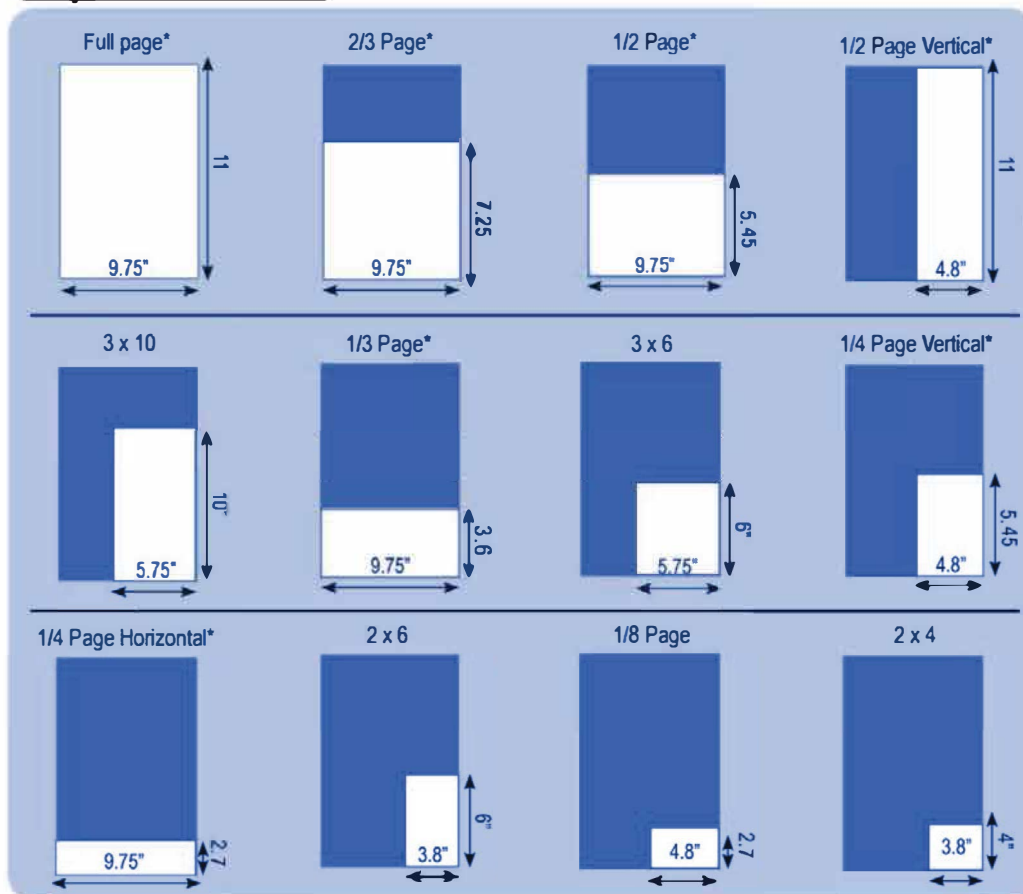 Full page*
11
9.75"
2/3 Page*
7.25
9.75"
1/2 Page*
5.45
9.75"
1/2 Page Vertical*
11
4.8"
3 x 10
10"
5.75"
1/3 Page*
3.6
9.75"
3 x 6
6"
5.75"
1/4 Page Vertical*
5.45
4.8"
1/4 Page Horizontal*
2.7
9.75"
2 x 6
6"
3.8"
1/8 Page
2.7
4.8"
2 x 4
4"
3.8"